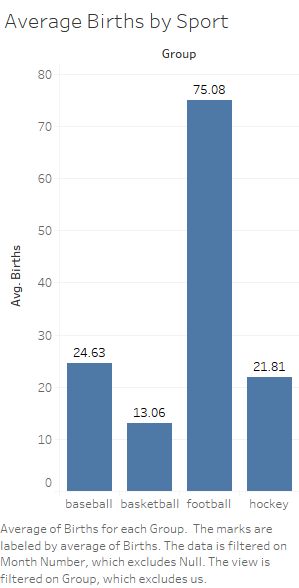 Average Births by Sport
Group
80
70
60
50
40
30
20
10
0
Avg. Births
24.63
13.06
75.08
21.81
baseball basketball football hockey
Average of Births for each Group.  The marks are
labeled by average of Births. The data is filtered on
Month Number, which excludes Null. The view is
filtered on Group, which excludes us.